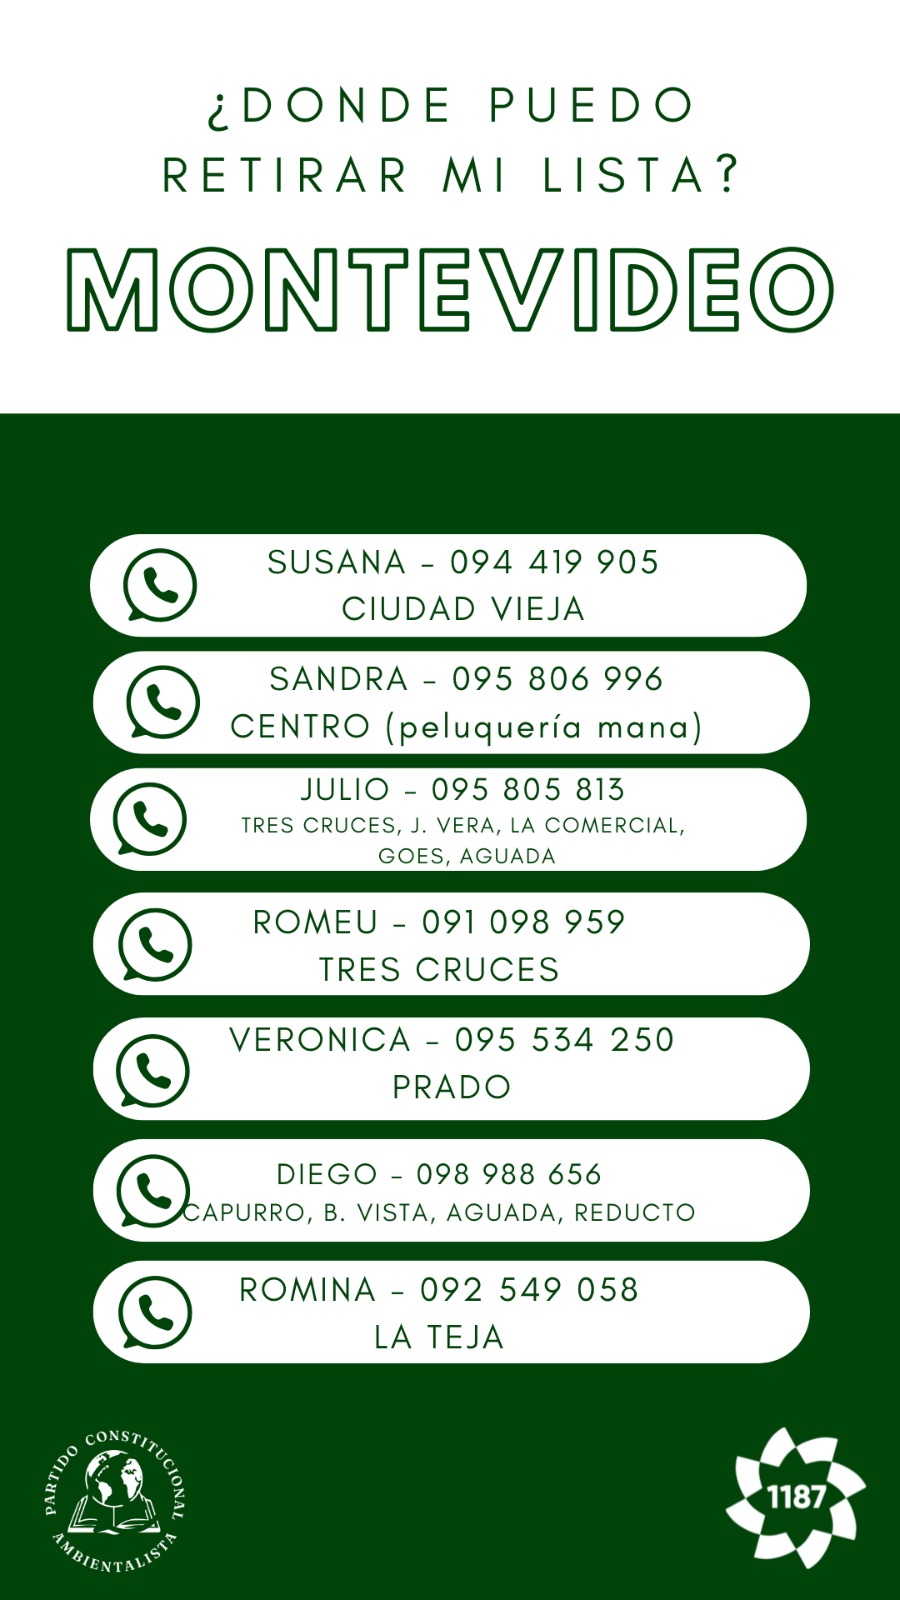 ¿DONDE PUEDO
RETIRAR MI LISTA?
MONTEVIDEO
SUSANA - 094 419 905
CIUDAD VIEJA
SANDRA - 095 806 996
CENTRO (peluquería mana)
JULIO - 095 805 813
TRES CRUCES, J. VERA, LA COMERCIAL,
GOES, AGUADA
ROMEU - 091 098 959
TRES CRUCES
VERONICA - 095 534 250
PRADO
DIEGO - 098 988 656
CAPURRO, B. VISTA, AGUADA, REDUCTO
ROMINA - 092 549 058
LA TEJA
PARTIDO CONSTITUCIONAL
AMBIENTALISTA
1187